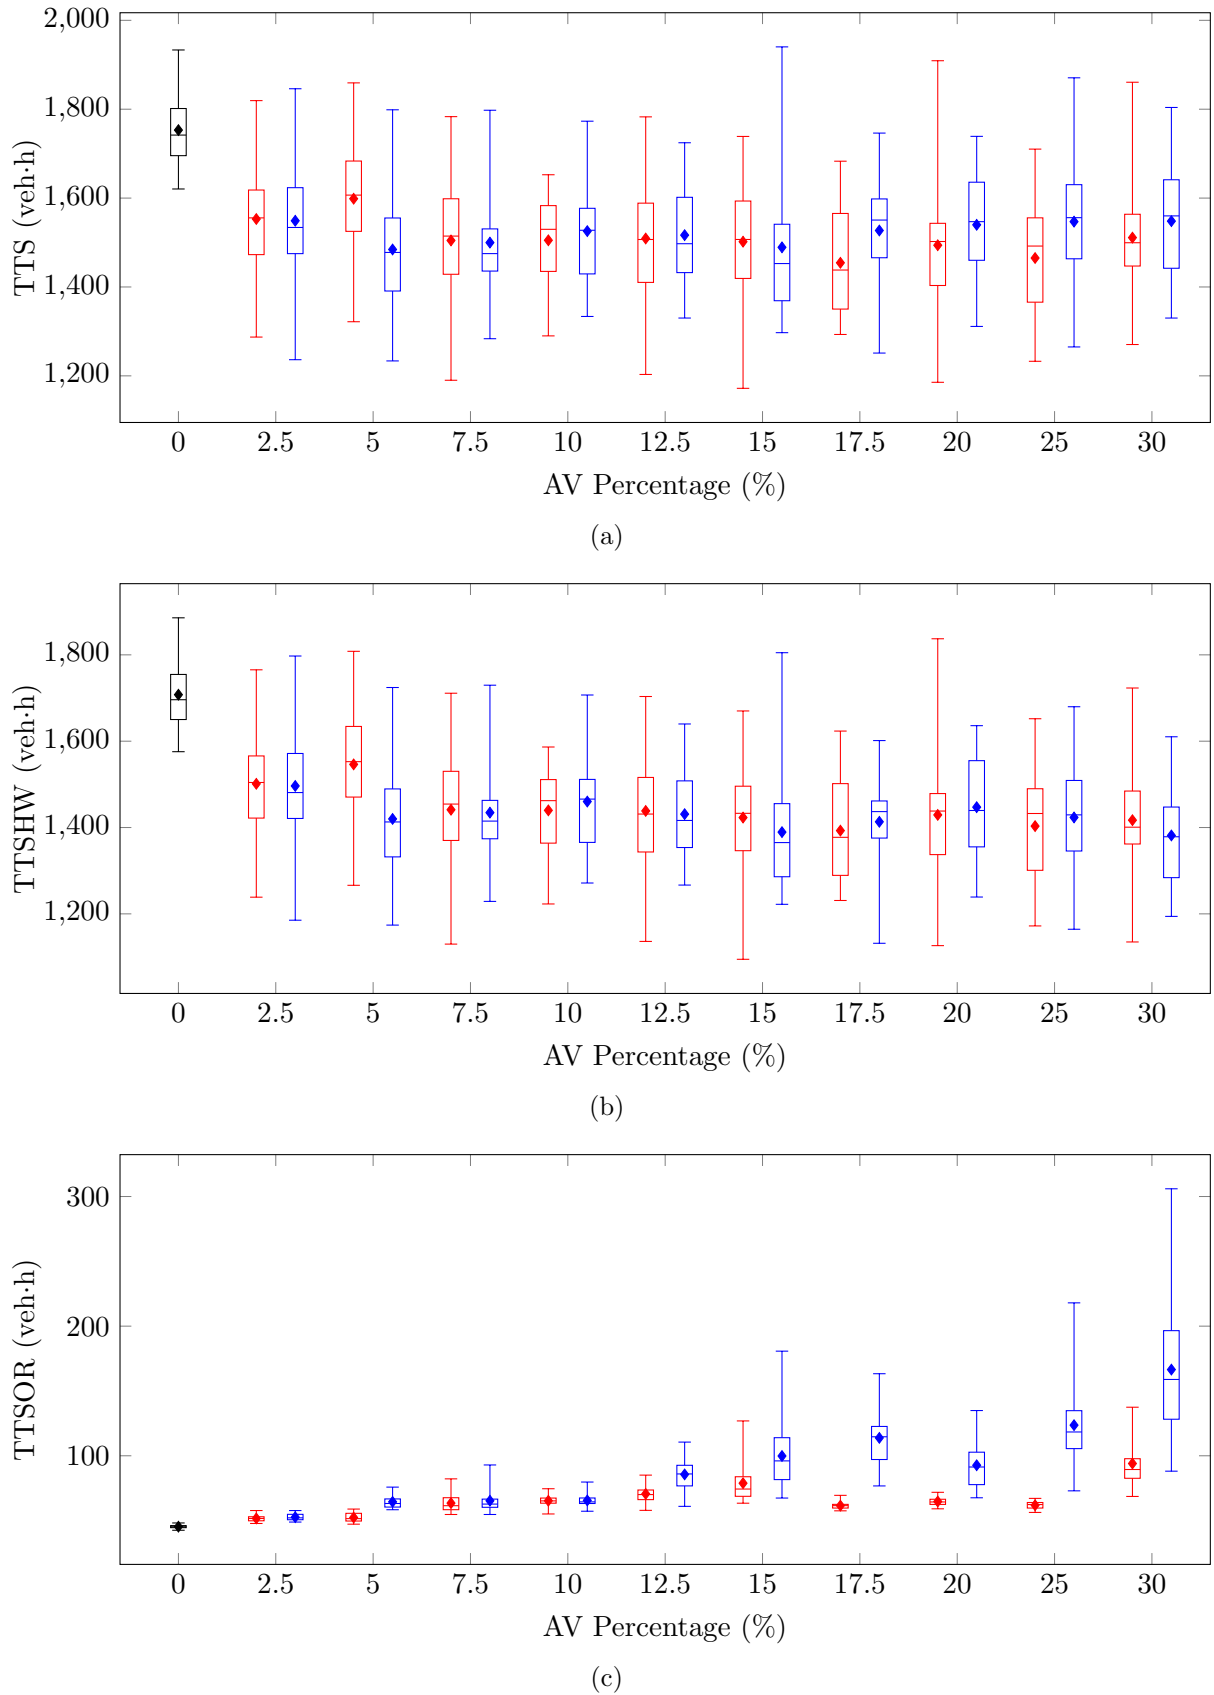 2,000
1,800
1,600
1,400
1,200
TTS (veh·h)
0 2.5 5 7.5 10 12.5 15 17.5 20 25 30
AV Percentage (%)
(a)
1,800
1,600
1,400
1,200
TTSHW (veh·h)
0 2.5 5 7.5 10 12.5 15 17.5 20 25 30
AV Percentage (%)
(b)
300
200
100
TTSOR (veh·h)
0 2.5 5 7.5 10 12.5 15 17.5 20 25 30
AV Percentage (%)
(c)